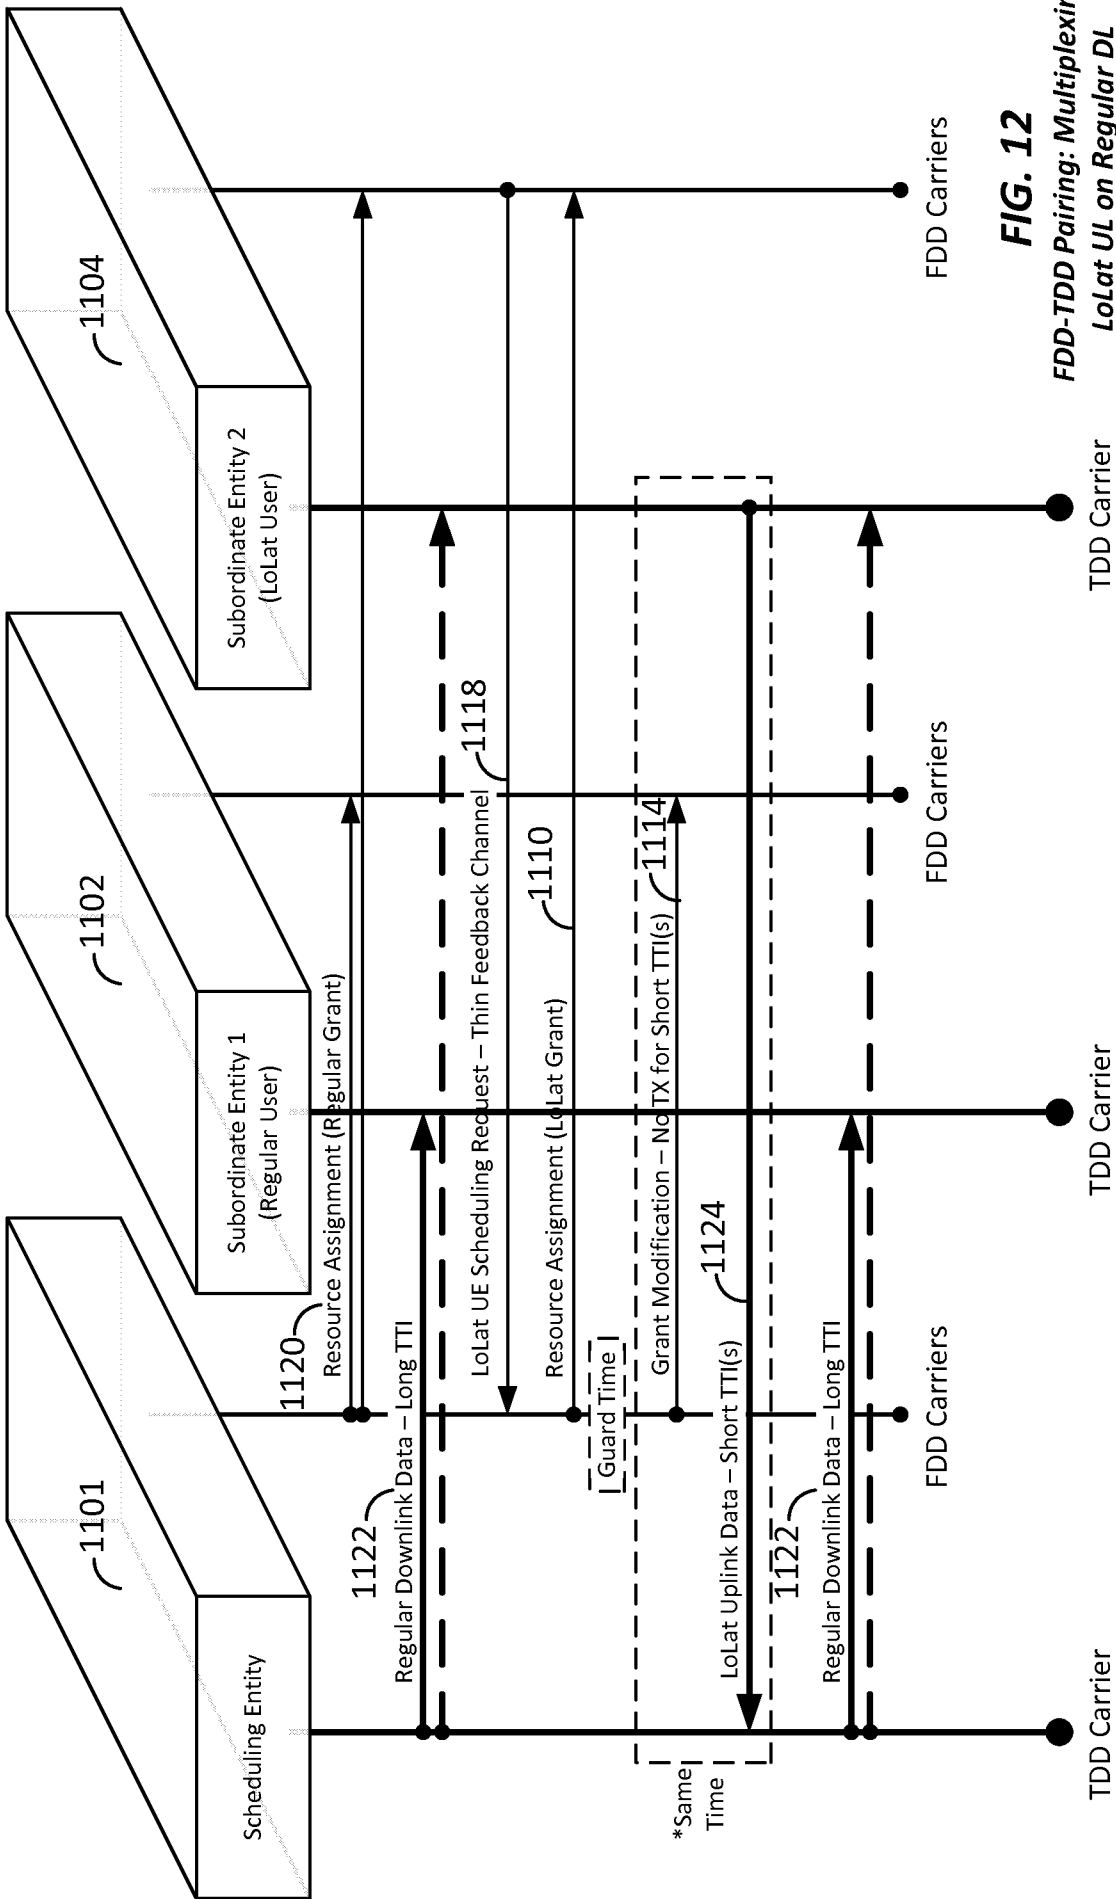 1101
Scheduling Entity
1102
Subordinate Entity 1
(Regular User)
1104
Subordinate Entity 2
(LoLat User)
1120
Resource Assignment (Regular Grant)
1122
Regular Downlink Data – Long TTI
1118
LoLat UE Scheduling Request – Thin Feedback Channel
1110
Resource Assignment (LoLat Grant)
Guard Time
1114
Grant Modification – No TX for Short TTI(s)
*Same
Time
1124
LoLat Uplink Data – Short TTI(s)
1122
Regular Downlink Data – Long TTI
FDD Carriers
FDD Carriers
FDD Carriers
TDD Carrier
TDD Carrier
TDD Carrier
FIG. 12
FDD-TDD Pairing:
LoLat UL on Regular DL